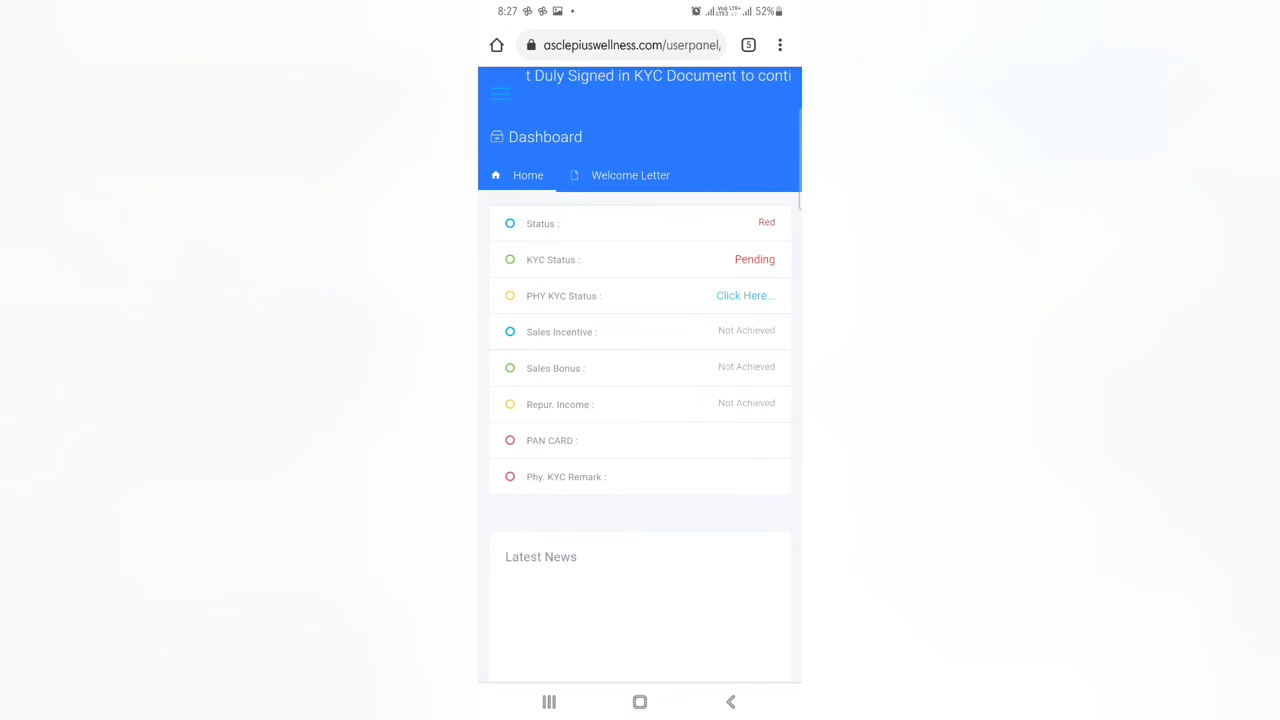 8:27 52%
asclepiuswellness.com/userpanel, 5
t Duly Signed in KYC Document to conti
Dashboard
Home Welcome Letter
Status : Red
KYC Status : Pending
PHY KYC Status : Click Here...
Sales Incentive : Not Achieved
Sales Bonus : Not Achieved
Repur. Income : Not Achieved
PAN CARD :
Phy. KYC Remark :
Latest News